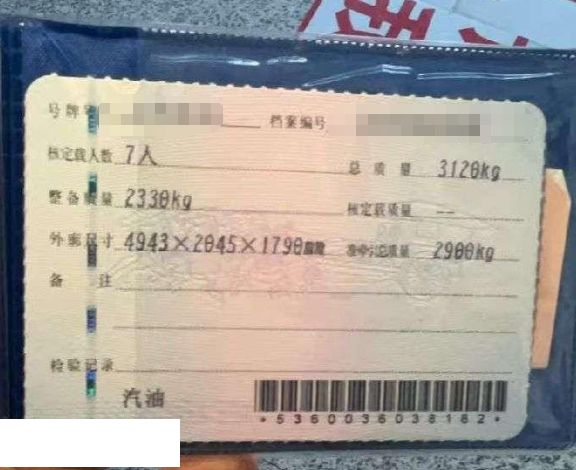 号牌号
档案编号
核定载人数 7人
总质量 3120kg
整备质量 2330kg
核定载质量 --
外廓尺寸 4943×2045×1790mm
准牵引总质量 2900kg
备注
检验记录
汽油
*5360036038182*